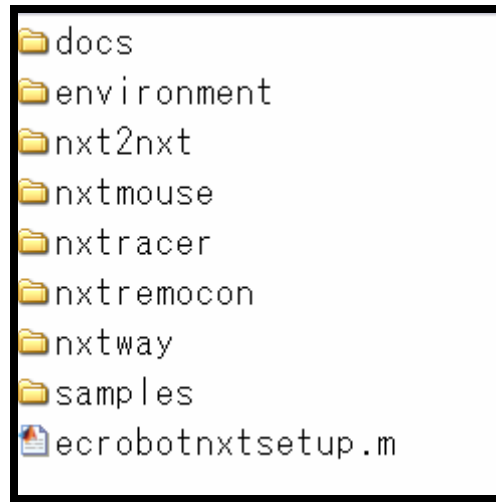 docs
environment
nxt2nxt
nxtmouse
nxtracer
nxtremocon
nxtway
samples
ecrobotnxtsetup.m